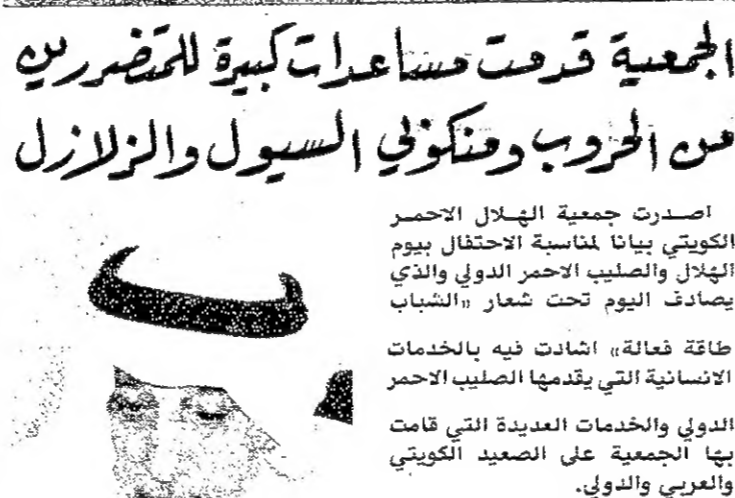 الجمعية قدمت مساعدات كبيرة للمتضررين
من الحروب ومنكوبي السيول والزلازل
اصدرت جمعية الهلال الاحمر
الكويتي بيانا لمناسبة الاحتفال بيوم
الهلال والصليب الاحمر الدولي والذي
يصادف اليوم تحت شعار «الشباب
طاقة فعالة» اشادت فيه بالخدمات
الانسانية التي يقدمها الصليب الاحمر
الدولي والخدمات العديدة التي قامت
بها الجمعية على الصعيد الكويتي
والعربي والدولي.